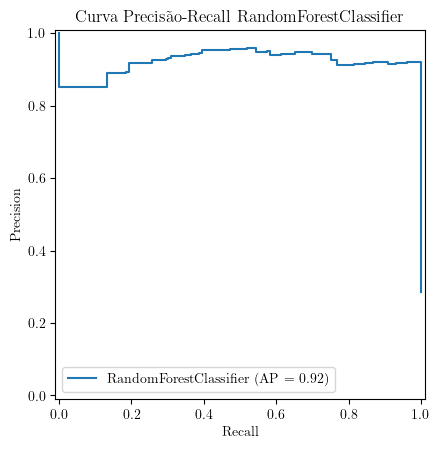 Curva Precisão-Recall RandomForestClassifier
1.0
0.8
0.6
0.4
0.2
0.0
Precision
RandomForestClassifier (AP = 0.92)
0.0 0.2 0.4 0.6 0.8 1.0
Recall